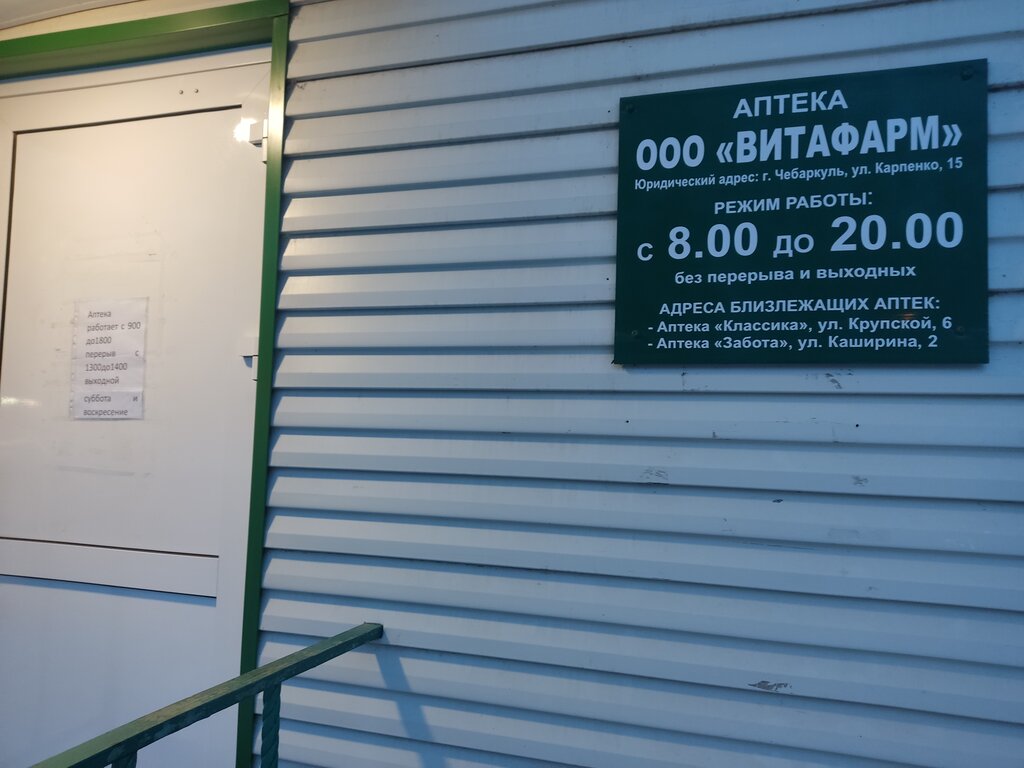 Аптека
работает с 900
до1800
перерыв с
1300до1400
выходной
суббота и
воскресение
АПТЕКА
ООО «ВИТАФАРМ»
Юридический адрес: г. Чебаркуль, ул. Карпенко, 15
РЕЖИМ РАБОТЫ:
С 8.00 ДО 20.00
без перерыва и выходных
АДРЕСА БЛИЗЛЕЖАЩИХ АПТЕК:
- Аптека «Классика», ул. Крупской, 6
- Аптека «Забота», ул. Каширина, 2